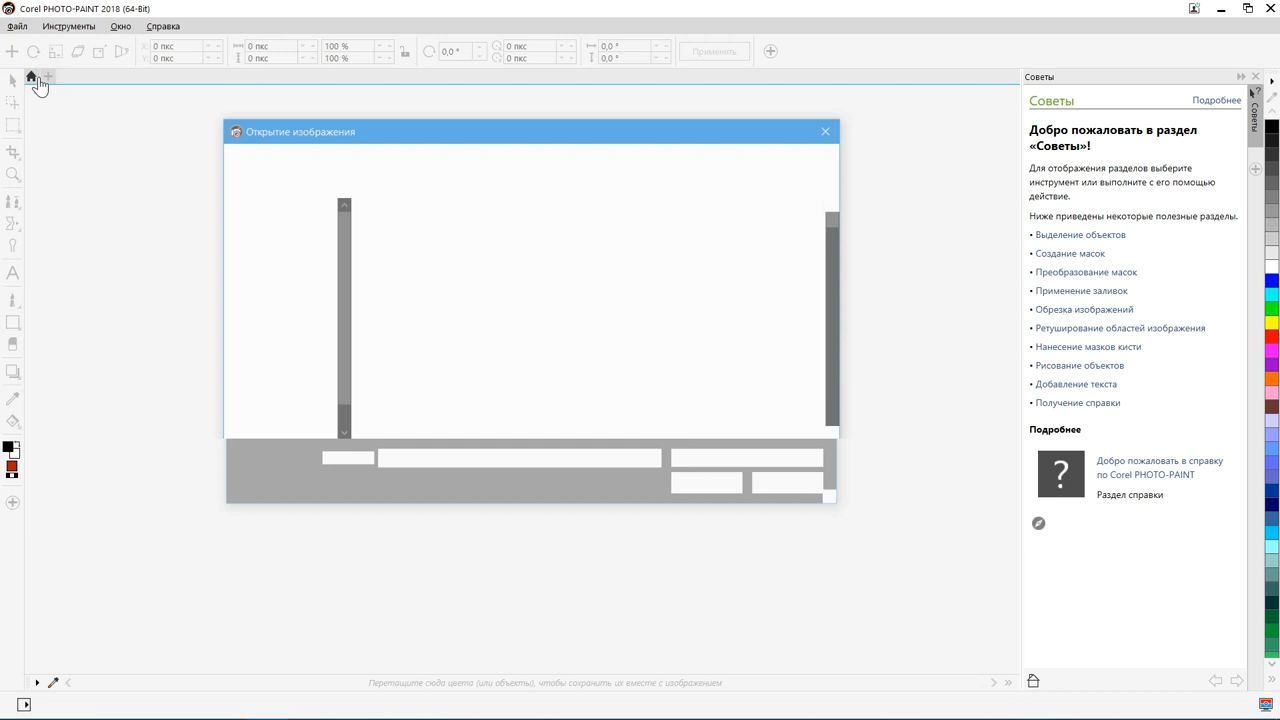 Corel PHOTO-PAINT 2018 (64-Bit)
Файл Инструменты Окно Справка
X: 0 пкс 0 пкс 100 % 0,0 ° 0 пкс 0,0 ° Применить
Y: 0 пкс 0 пкс 100 % 0 пкс 0,0 °
Советы
Открытие изображения
Советы Подробнее
Советы
Добро пожаловать в раздел
«Советы»!
Для отображения разделов выберите
инструмент или выполните с его помощью
действие.
Ниже приведены некоторые полезные разделы.
• Выделение объектов
• Создание масок
• Преобразование масок
• Применение заливок
• Обрезка изображений
• Ретуширование областей изображения
• Нанесение мазков кисти
• Рисование объектов
• Добавление текста
• Получение справки
Подробнее
?
Добро пожаловать в справку
по Corel PHOTO-PAINT
Раздел справки
Перетащите сюда цвета (или объекты), чтобы сохранить их вместе с изображением